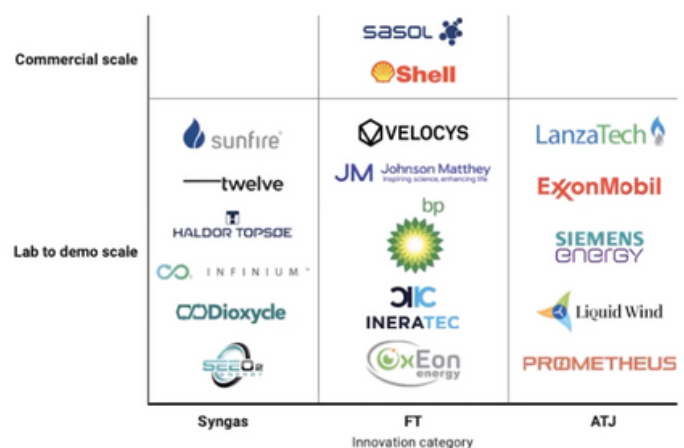 Commercial scale
sasol
Shell
Lab to demo scale
sunfire®
twelve
HALDOR TOPSOE
INFINIUM
Dioxycle
SEEO2
ENERGY
VELOCYS
JM Johnson Matthey
Inspiring science, enhancing life
bp
INERATEC
OxEon
energy
LanzaTech
ExxonMobil
SIEMENS
energy
Liquid Wind
PROMETHEUS
Syngas
FT
ATJ
Innovation category